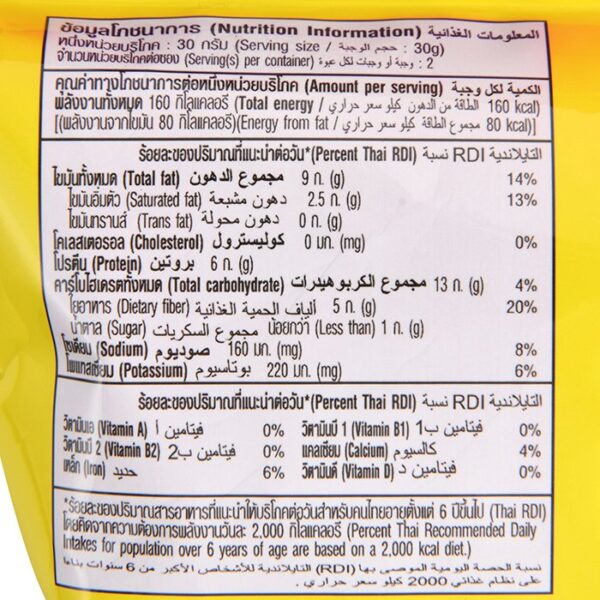 ข้อมูลโภชนาการ (Nutrition Information) المعلومات الغذائية
หนึ่งหน่วยบริโภค : 30 กรัม (Serving size / حجم الوجبة : 30g)
จำนวนหน่วยบริโภคต่อซอง (Serving(s) per container) وجبة أو وجبات لكل عبوة : 2
คุณค่าทางโภชนาการต่อหนึ่งหน่วยบริโภค (Amount per serving) الكمية لكل وجبة
พลังงานทั้งหมด 160 กิโลแคลอรี (Total energy / الطاقة من الدهون كيلو سعر حراري 160 kcal)
[(พลังงานจากไขมัน 80 กิโลแคลอรี)(Energy from fat / مجموع الطاقة كيلو سعر حراري 80 kcal)]
ร้อยละของปริมาณที่แนะนำต่อวัน*(Percent Thai RDI) التايلاندية RDI نسبة
ไขมันทั้งหมด (Total fat) مجموع الدهون 9 ก. (g) 14%
ไขมันอิ่มตัว (Saturated fat) دهون مشبعة 2.5 ก. (g) 13%
ไขมันทรานส์ (Trans fat) دهون محولة 0 ก. (g)
โคเลสเตอรอล (Cholesterol) كوليسترول 0 มก. (mg) 0%
โปรตีน (Protein) بروتين 6 ก. (g)
คาร์โบไฮเดรตทั้งหมด (Total carbohydrate) مجموع الكربوهيدرات 13 ก. (g) 4%
ใยอาหาร (Dietary fiber) ألياف الحمية الغذائية 5 ก. (g) 20%
น้ำตาล (Sugar) مجموع السكريات น้อยกว่า (Less than) 1 ก. (g)
โซเดียม (Sodium) صوديوم 160 มก. (mg) 8%
โพแทสเซียม (Potassium) بوتاسيوم 220 มก. (mg) 6%
ร้อยละของปริมาณที่แนะนำต่อวัน*(Percent Thai RDI) التايلاندية RDI نسبة
วิตามินเอ (Vitamin A) فيتامين أ 0% วิตามินบี 1 (Vitamin B1) فيتامين ب1 0%
วิตามินบี 2 (Vitamin B2) فيتامين ب2 0% แคลเซียม (Calcium) كالسيوم 4%
เหล็ก (Iron) حديد 6% วิตามินดี (Vitamin D) فيتامين د 0%
*ร้อยละของปริมาณสารอาหารที่แนะนำให้บริโภคต่อวันสำหรับคนไทยอายุตั้งแต่ 6 ปีขึ้นไป (Thai RDI)
โดยคิดจากความต้องการพลังงานวันละ 2,000 กิโลแคลอรี (Percent Thai Recommended Daily
Intakes for population over 6 years of age are based on a 2,000 kcal diet.)
نسبة الحصة اليومية الموصى بها (RDI) التايلاندية للأشخاص الأكبر من 6 سنوات بناءا
على نظام غذائي 2000 كيلو سعر حراري .